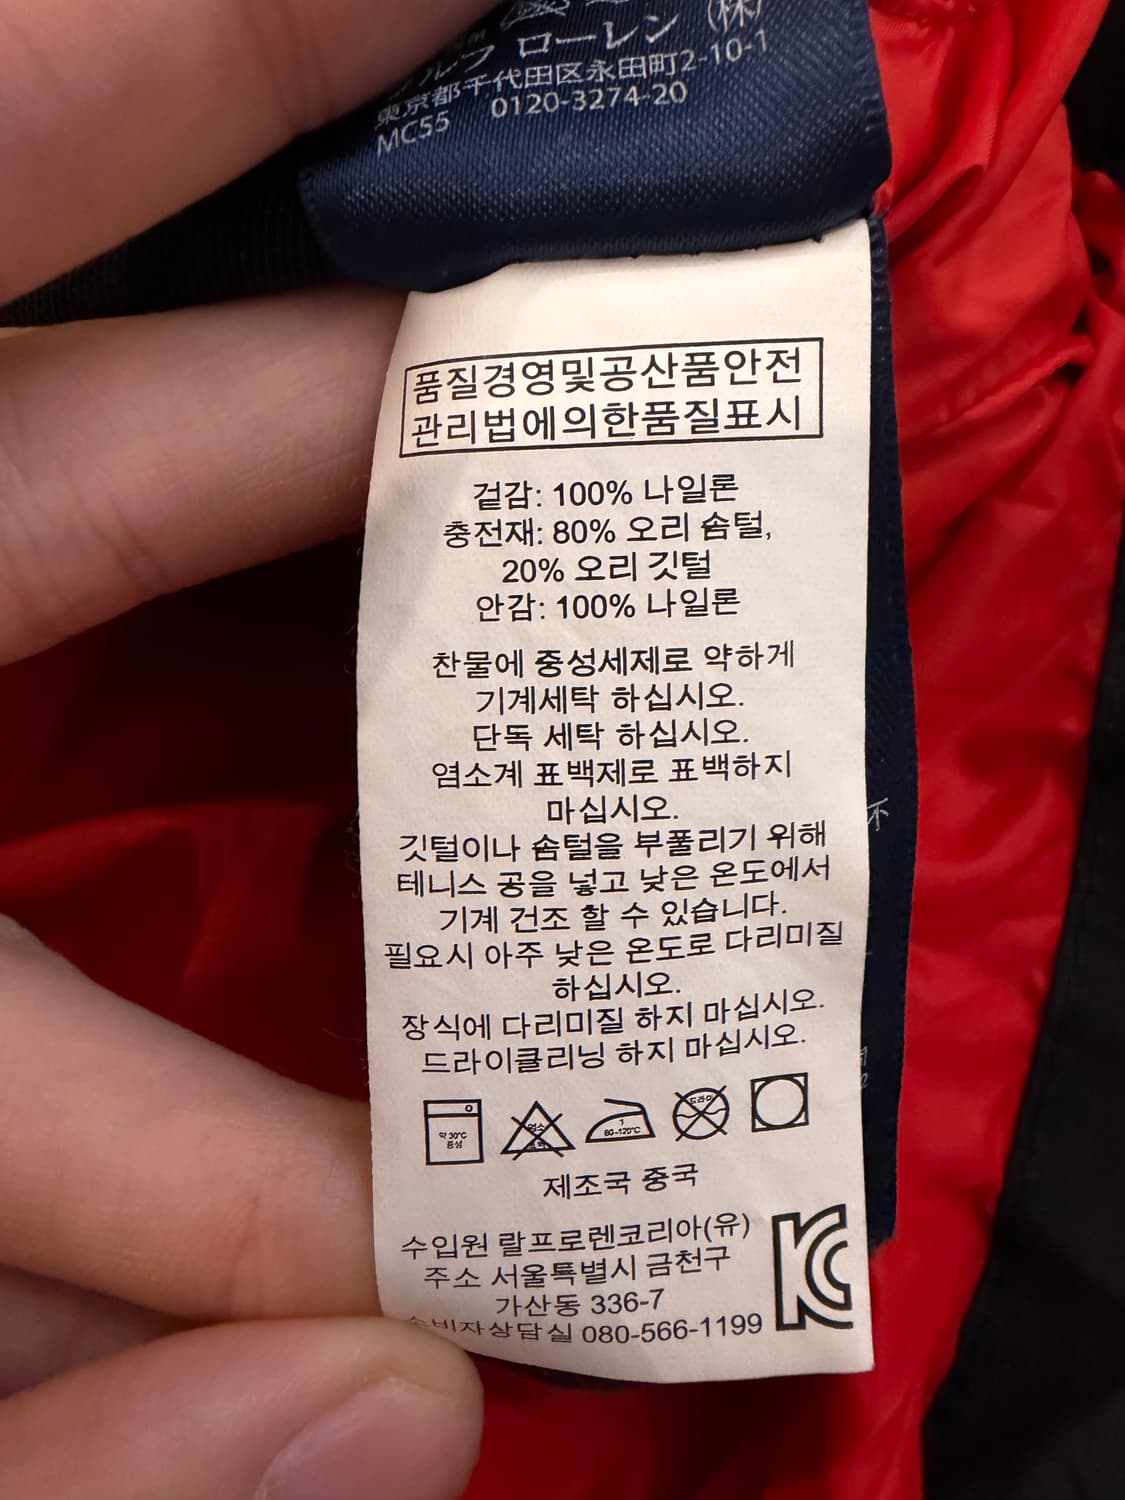 ローレン (株)
東京都千代田区永田町2-10-1
MC55 0120-3274-20
품질경영및공산품안전
관리법에의한품질표시
겉감: 100% 나일론
충전재: 80% 오리 솜털,
20% 오리 깃털
안감: 100% 나일론
찬물에 중성세제로 약하게
기계세탁 하십시오.
단독 세탁 하십시오.
염소계 표백제로 표백하지
마십시오.
깃털이나 솜털을 부풀리기 위해
테니스 공을 넣고 낮은 온도에서
기계 건조 할 수 있습니다.
필요시 아주 낮은 온도로 다리미질
하십시오.
장식에 다리미질 하지 마십시오.
드라이클리닝 하지 마십시오.
약 30℃
중성
염소
표백
1
80-120℃
드라이
제조국 중국
수입원 랄프로렌코리아(유)
주소 서울특별시 금천구
가산동 336-7
소비자상담실 080-566-1199
KC
不